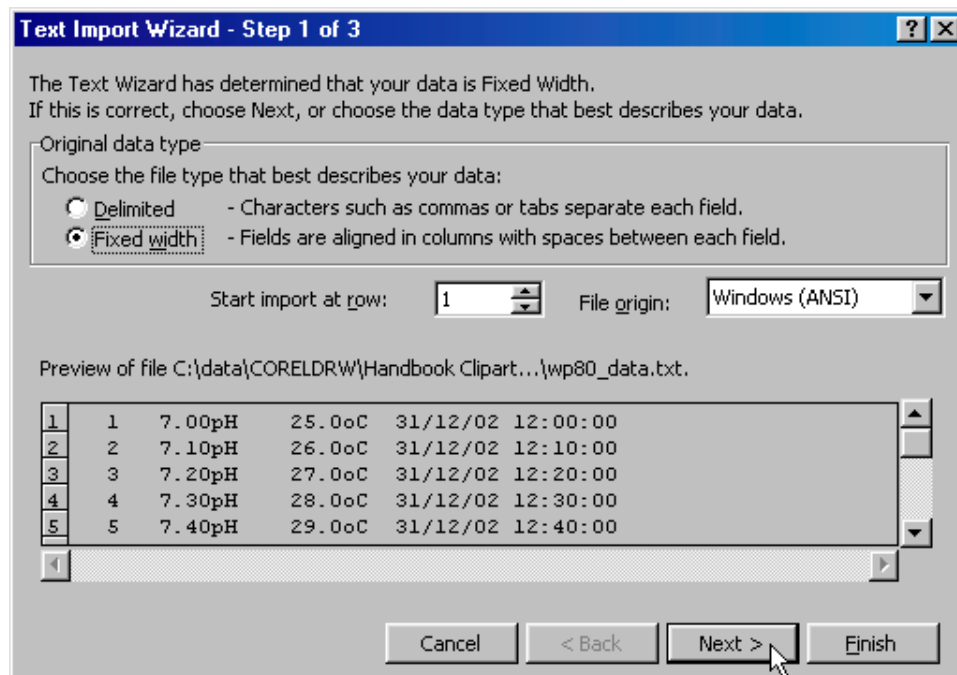 Text Import Wizard - Step 1 of 3
The Text Wizard has determined that your data is Fixed Width.
If this is correct, choose Next, or choose the data type that best describes your data.
Original data type
Choose the file type that best describes your data:
Delimited - Characters such as commas or tabs separate each field.
Fixed width - Fields are aligned in columns with spaces between each field.
Start import at row: 1 File origin: Windows (ANSI)
Preview of file C:\data\CORELDRW\Handbook Clipart...\wp80_data.txt.
1 1 7.00pH 25.0oC 31/12/02 12:00:00
2 2 7.10pH 26.0oC 31/12/02 12:10:00
3 3 7.20pH 27.0oC 31/12/02 12:20:00
4 4 7.30pH 28.0oC 31/12/02 12:30:00
5 5 7.40pH 29.0oC 31/12/02 12:40:00
Cancel < Back Next > Finish